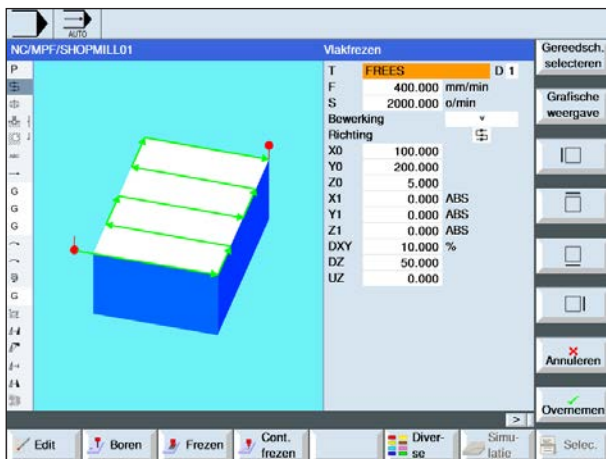 AUTO
NC/MPF/SHOPMILL01
Vlakfrezen
T FREES D 1
F 400.000 mm/min
S 2000.000 o/min
Bewerking
Richting
X0 100.000
Y0 200.000
Z0 5.000
X1 0.000 ABS
Y1 0.000 ABS
Z1 0.000 ABS
DXY 10.000 %
DZ 50.000
UZ 0.000
P
G
G
G
G
Gereedsch.
selecteren
Grafische
weergave
Annuleren
Overnemen
>
Edit
Boren
Frezen
Cont.
frezen
Diver-
se
Simu-
latie
Selec.